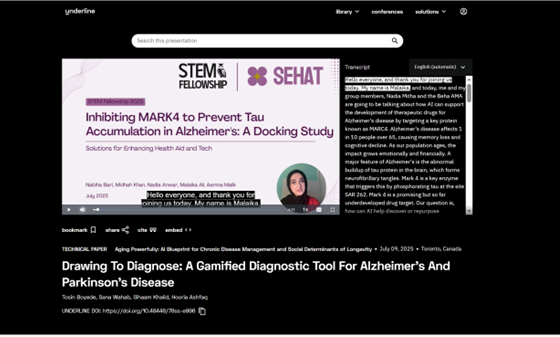 underline
library
conferences
solutions
Search this presentation
STEM
FELLOWSHIP
SEHAT
STEM Fellowship 2025
Inhibiting MARK4 to Prevent Tau
Accumulation in Alzheimer's: A Docking Study
Solutions for Enhancing Health Aid and Tech
Nabiha Beri, Midhah Khan, Nadia Anwar, Malaika Ali, Aamna Malik
July 2025
Hello everyone, and thank you for
joining us today. My name is Malaika,
1x
Transcript
English (automatic)
Hello everyone, and thank you for joining us
today. My name is Malaika, and today, me and my
group members, Nadia Mitha and the Beha AMA
are going to be talking about how AI can support
the development of therapeutic drugs for
Alzheimer's disease by targeting a key protein
known as MARC4. Alzheimer's disease affects 1
in 10 people over 65, causing memory loss and
cognitive decline. As our population ages, the
impact grows emotionally and financially. A
major feature of Alzheimer's is the abnormal
buildup of tau protein in the brain, which forms
neurofibrillary tangles. Mark 4 is a key enzyme
that triggers this by phosphorating tau at the site
SAR 262. Mark 4 is a promising but so far
underdeveloped drug target. Our question is,
how can AI help discover or repurpose
bookmark
share
cite
embed
TECHNICAL PAPER Aging Powerfully: AI Blueprint for Chronic Disease Management and Social Determinants of Longevity • July 09, 2025 • Toronto, Canada
Drawing To Diagnose: A Gamified Diagnostic Tool For Alzheimer's And
Parkinson's Disease
Tosin Boyede, Sana Wahab, Sihaam Khalid, Hooria Ashfaq
UNDERLINE DOI: